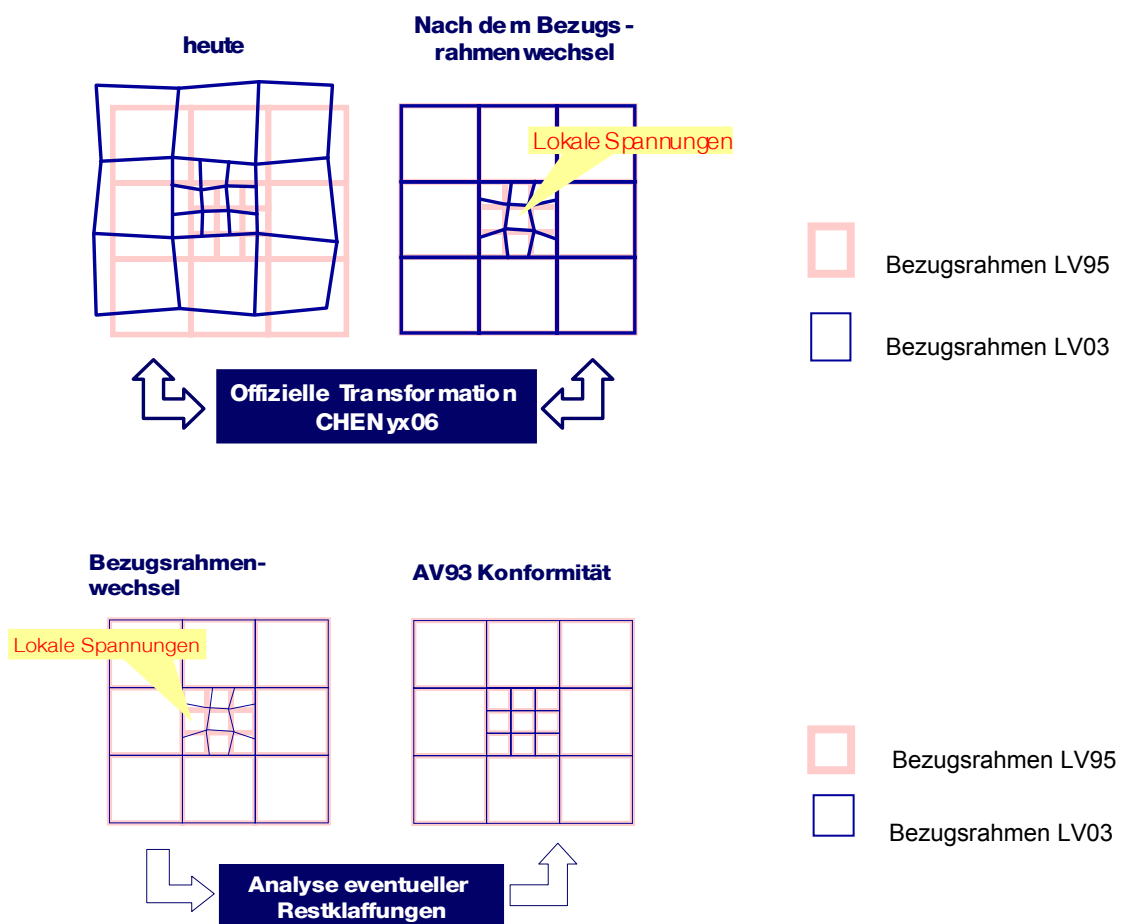 heute
Nach dem Bezugs-
rahmenwechsel
Lokale Spannungen
Bezugsrahmen LV95
Bezugsrahmen LV03
Offizielle Transformation
CHENyx06
Bezugsrahmen-
wechsel
AV93 Konformität
Lokale Spannungen
Bezugsrahmen LV95
Bezugsrahmen LV03
Analyse eventueller
Restklaffungen